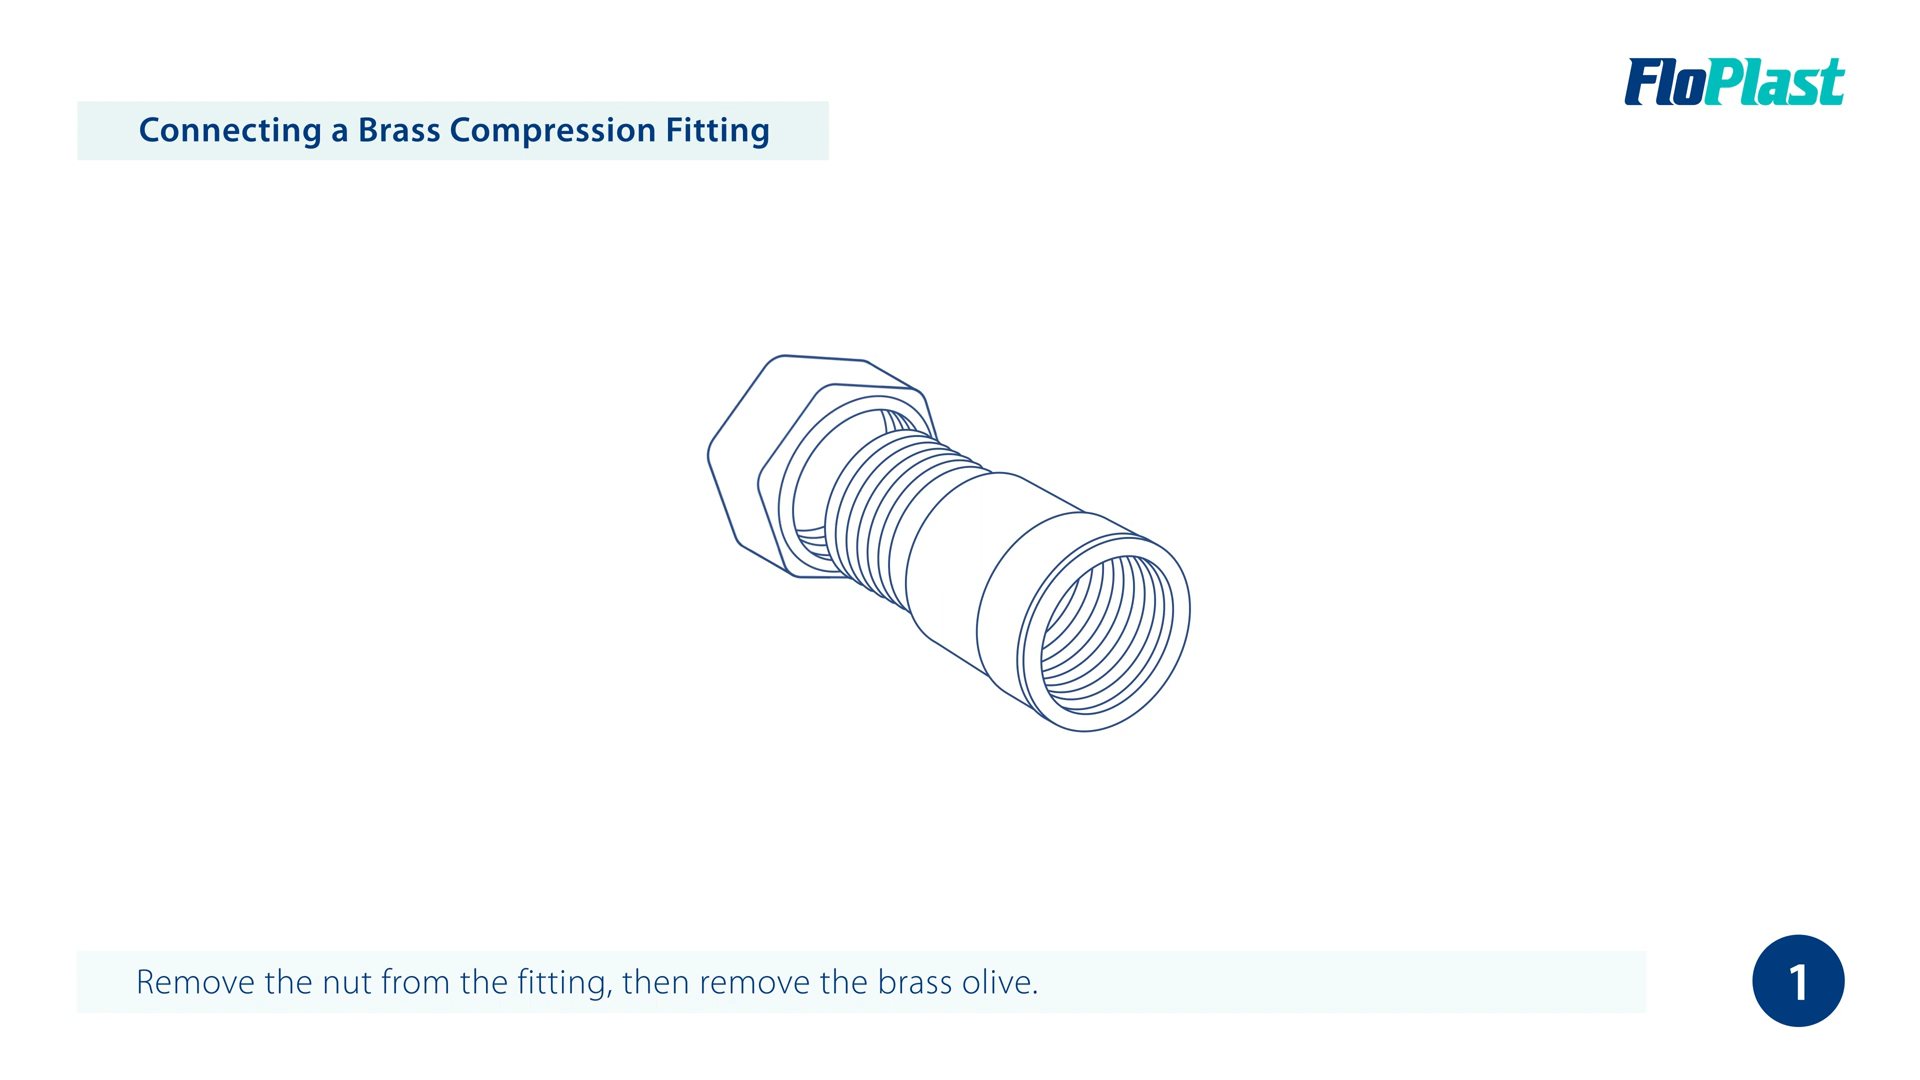 FloPlast
Connecting a Brass Compression Fitting
Remove the nut from the fitting, then remove the brass olive.
1